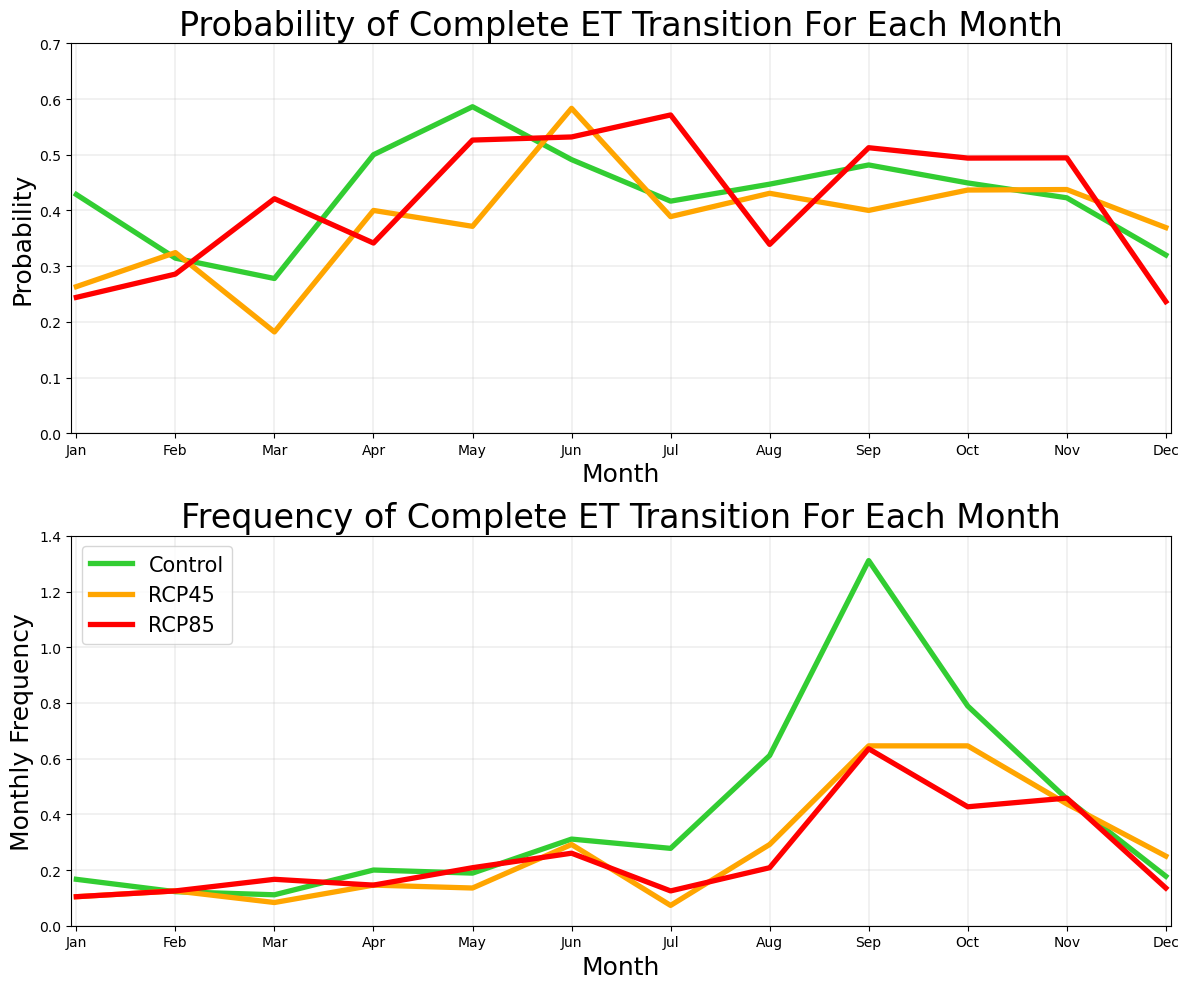 Probability of Complete ET Transition For Each Month
0.7
0.6
0.5
0.4
0.3
0.2
0.1
0.0
Probability
Jan Feb Mar Apr May Jun Jul Aug Sep Oct Nov Dec
Month
Frequency of Complete ET Transition For Each Month
1.4
1.2
1.0
0.8
0.6
0.4
0.2
0.0
Monthly Frequency
Control
RCP45
RCP85
Jan Feb Mar Apr May Jun Jul Aug Sep Oct Nov Dec
Month